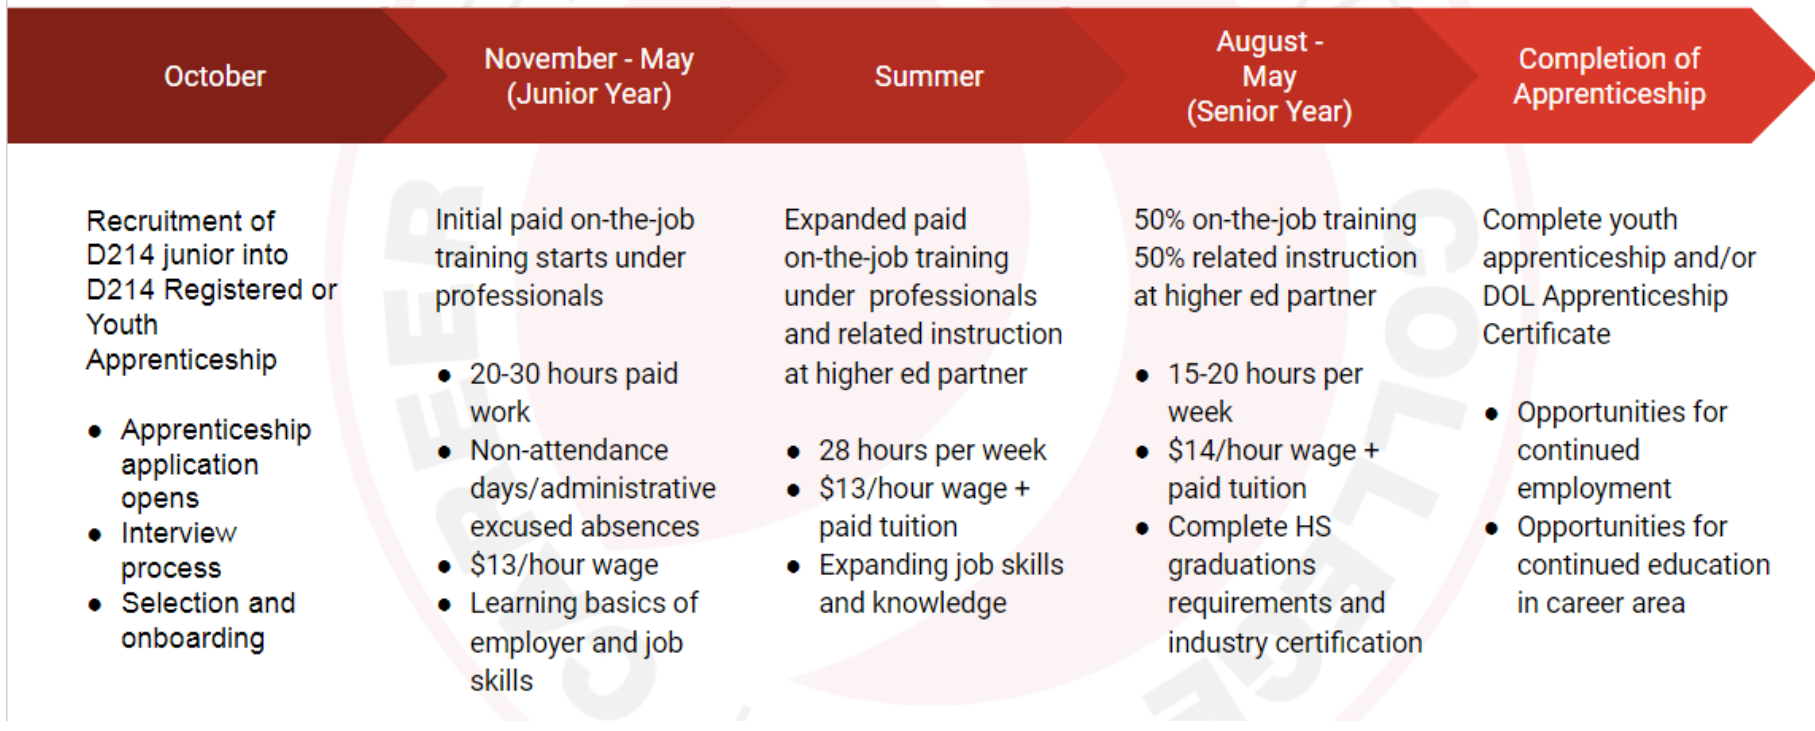 October
November - May
(Junior Year)
Summer
August -
May
(Senior Year)
Completion of
Apprenticeship
Recruitment of
D214 junior into
D214 Registered or
Youth
Apprenticeship
● Apprenticeship
application
opens
● Interview
process
● Selection and
onboarding
Initial paid on-the-job
training starts under
professionals
● 20-30 hours paid
work
● Non-attendance
days/administrative
excused absences
● $13/hour wage
● Learning basics of
employer and job
skills
Expanded paid
on-the-job training
under professionals
and related instruction
at higher ed partner
● 28 hours per week
● $13/hour wage +
paid tuition
● Expanding job skills
and knowledge
50% on-the-job training
50% related instruction
at higher ed partner
● 15-20 hours per
week
● $14/hour wage +
paid tuition
● Complete HS
graduations
requirements and
industry certification
Complete youth
apprenticeship and/or
DOL Apprenticeship
Certificate
● Opportunities for
continued
employment
● Opportunities for
continued education
in career area
CAREER
COLLEGE